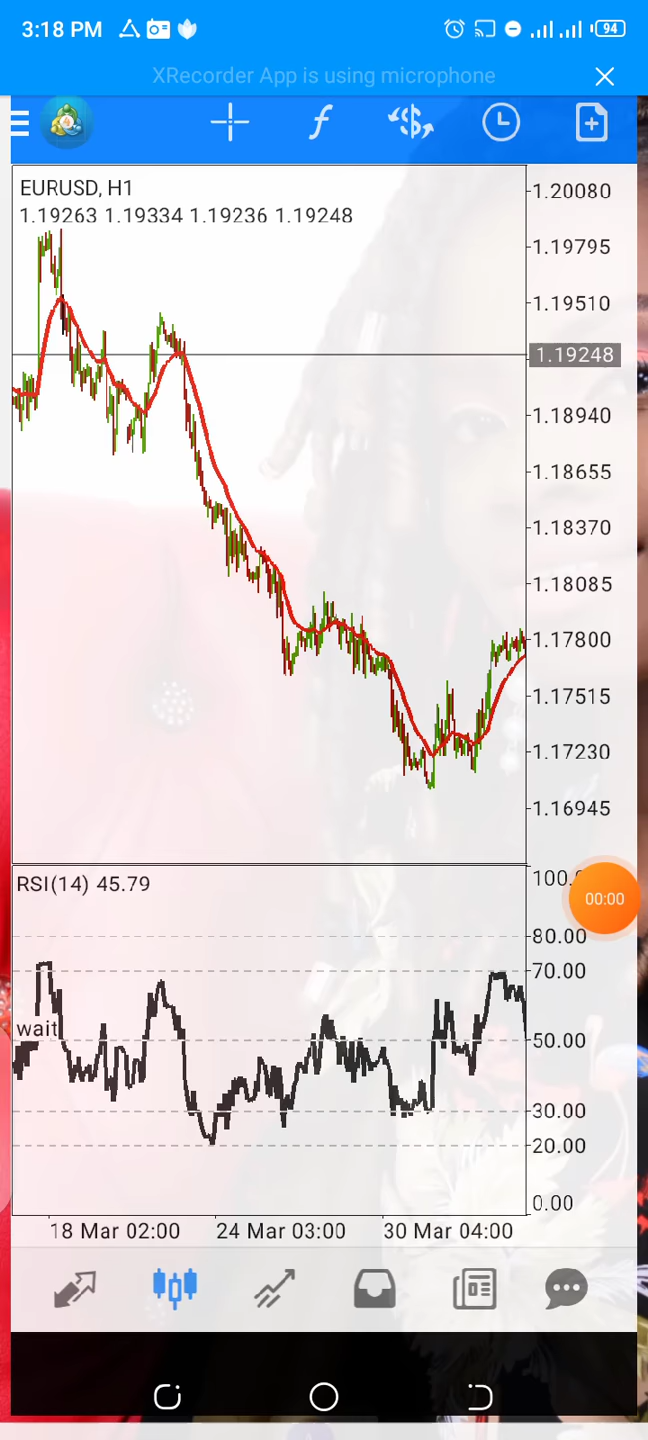 3:18 PM 94
XRecorder App is using microphone
EURUSD, H1
1.19263 1.19334 1.19236 1.19248
1.20080
1.19795
1.19510
1.19248
1.18940
1.18655
1.18370
1.18085
1.17800
1.17515
1.17230
1.16945
RSI(14) 45.79
100.
00:00
80.00
70.00
wait
50.00
30.00
20.00
0.00
18 Mar 02:00 24 Mar 03:00 30 Mar 04:00